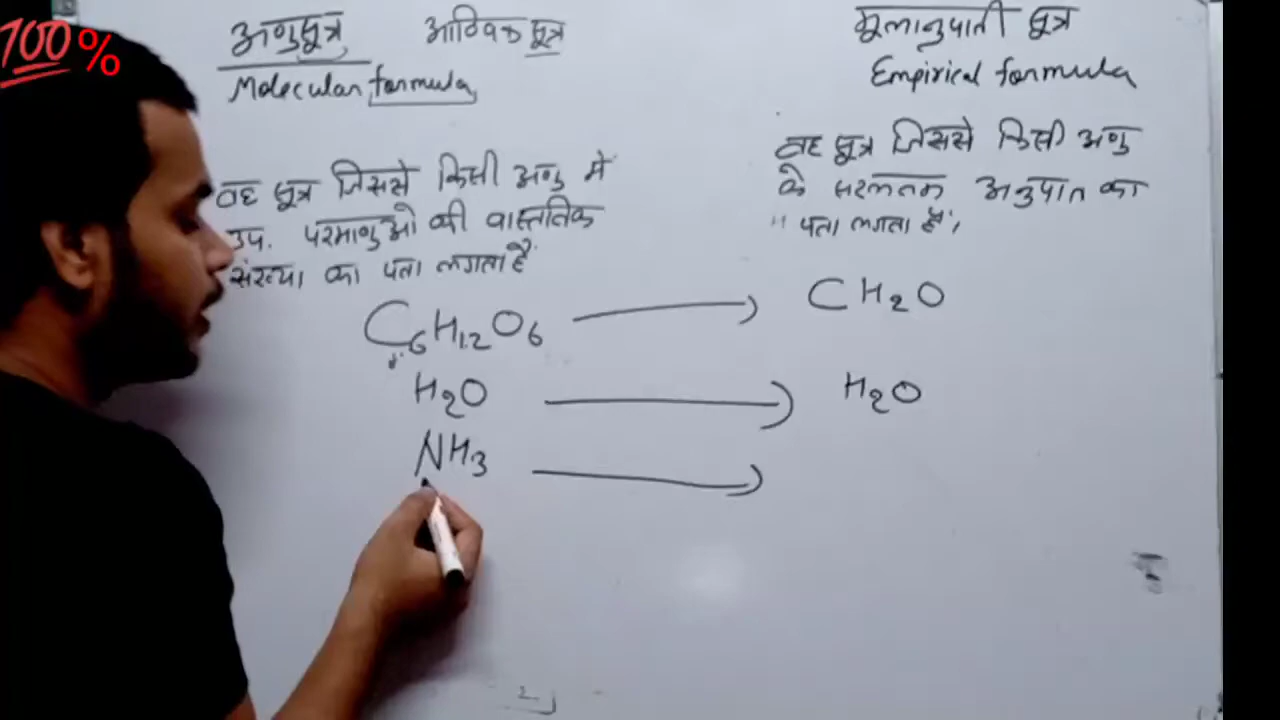 100%
अणुसूत्र आण्विक सूत्र
Molecular formula
वह सूत्र जिससे किसी अणु में
उप. परमाणुओ की वास्ततिक
संख्या का पता लगता है
मूलानुपाती सूत्र
Empirical formula
वह सूत्र जिससे किसी अणु
के सरलतम अनुपात का
पता लगता है,
C6H12O6 → CH2O
H2O → H2O
NH3 →